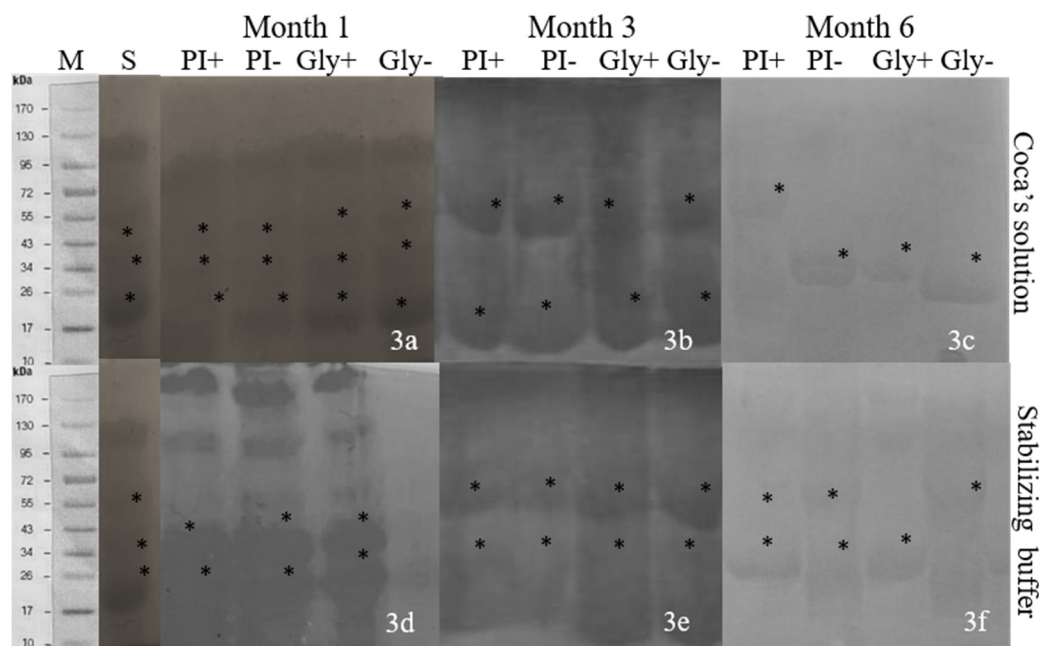 Month 1 Month 3 Month 6
M S PI+ PI- Gly+ Gly- PI+ PI- Gly+ Gly- PI+ PI- Gly+ Gly-
kDa
170
130
95
72
55
43
34
26
17
10
3a 3b 3c
Coca's solution
kDa
170
130
95
72
55
43
34
26
17
10
3d 3e 3f
Stabilizing buffer